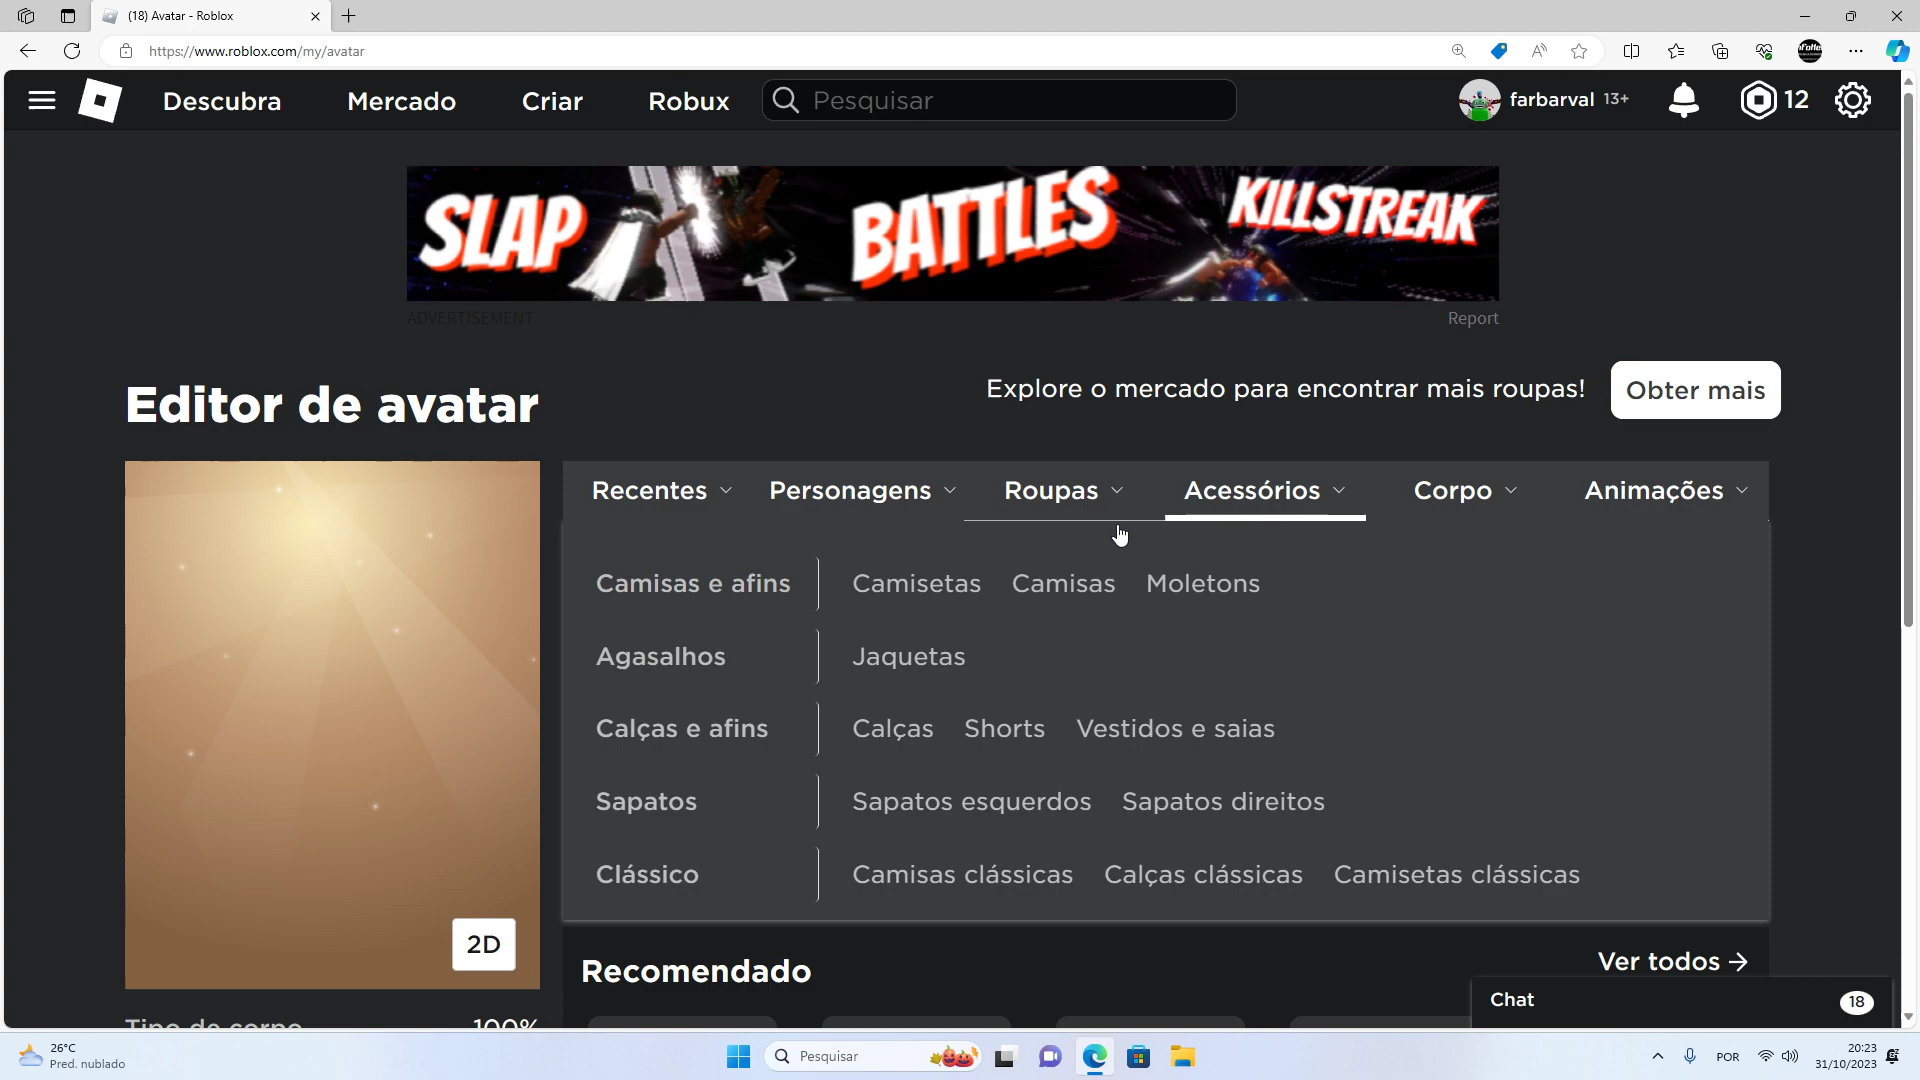 (18) Avatar - Roblox
https://www.roblox.com/my/avatar
Descubra
Mercado
Criar
Robux
Pesquisar
farbarval 13+
12
SLAP BATTLES KILLSTREAK
ADVERTISEMENT
Report
Editor de avatar
Explore o mercado para encontrar mais roupas!
Obter mais
Recentes
Personagens
Roupas
Acessórios
Corpo
Animações
Camisas e afins
Camisetas Camisas Moletons
Agasalhos
Jaquetas
Calças e afins
Calças Shorts Vestidos e saias
Sapatos
Sapatos esquerdos Sapatos direitos
Clássico
Camisas clássicas Calças clássicas Camisetas clássicas
2D
Recomendado
Ver todos
Tipo de corpo
100%
Chat
18
26°C
Pred. nublado
Pesquisar
POR
20:23
31/10/2023